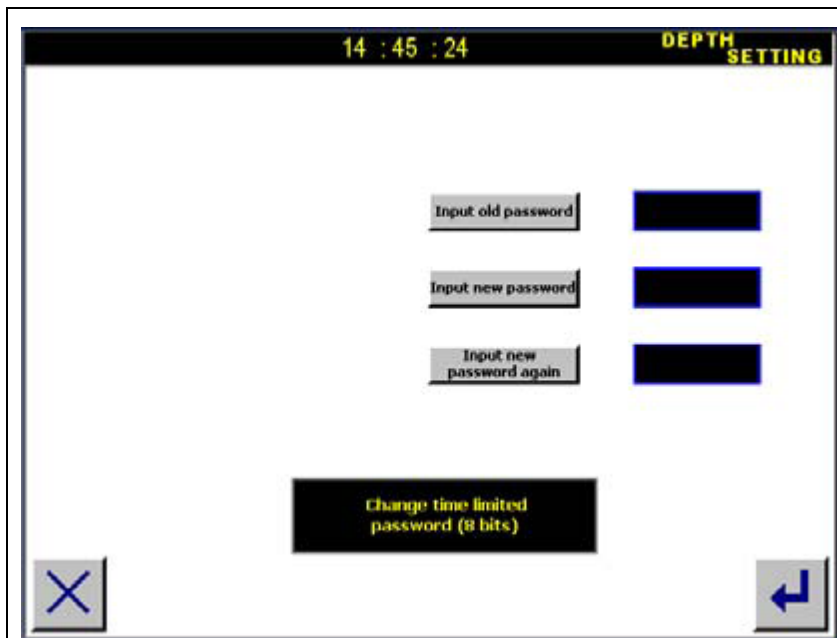 14 : 45 : 24
DEPTH
SETTING
Input old password
Input new password
Input new
password again
Change time limited
password (8 bits)